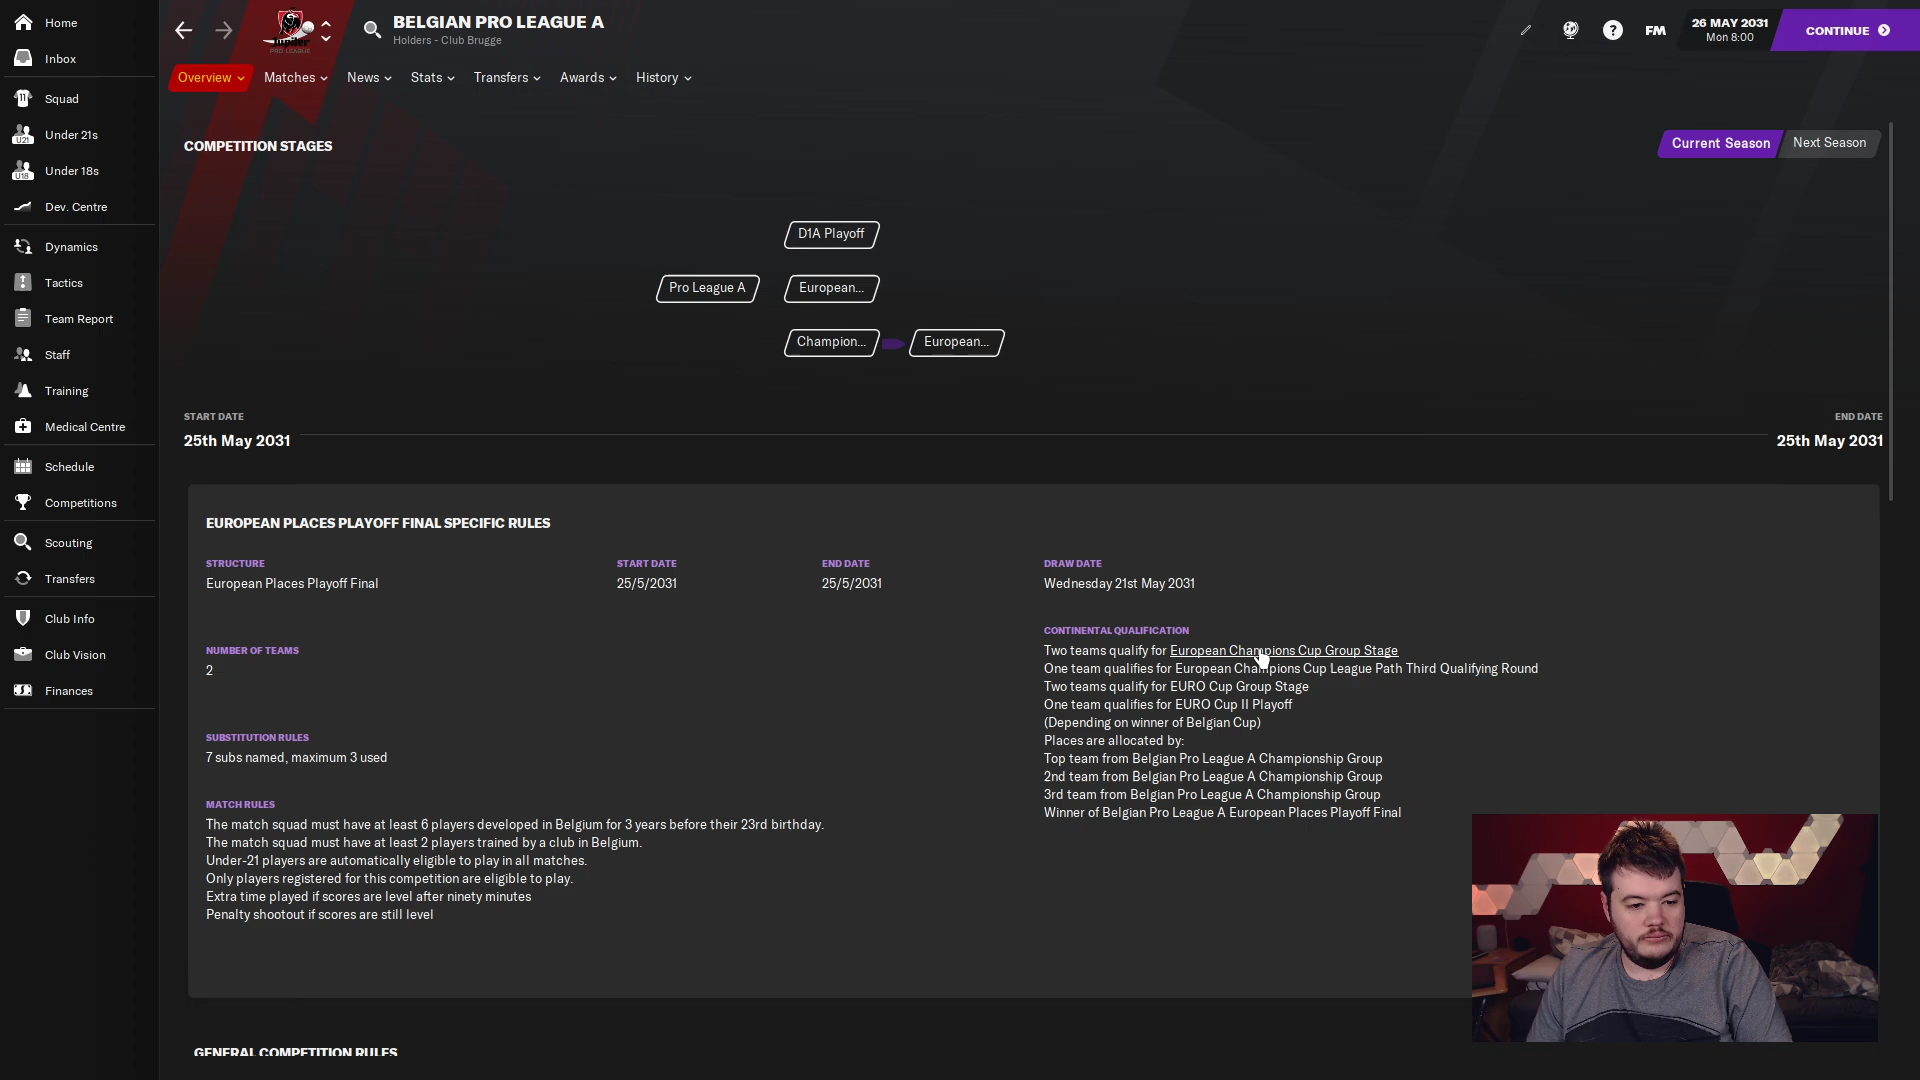 Home
Inbox
Squad
Under 21s
Under 18s
Dev. Centre
Dynamics
Tactics
Team Report
Staff
Training
Medical Centre
Schedule
Competitions
Scouting
Transfers
Club Info
Club Vision
Finances
BELGIAN PRO LEAGUE A
Holders - Club Brugge
FM
26 MAY 2031
Mon 8:00
CONTINUE
Overview
Matches
News
Stats
Transfers
Awards
History
COMPETITION STAGES
Current Season
Next Season
D1A Playoff
Pro League A
European...
Champion...
European...
START DATE
25th May 2031
END DATE
25th May 2031
EUROPEAN PLACES PLAYOFF FINAL SPECIFIC RULES
STRUCTURE
European Places Playoff Final
START DATE
25/5/2031
END DATE
25/5/2031
DRAW DATE
Wednesday 21st May 2031
NUMBER OF TEAMS
2
SUBSTITUTION RULES
7 subs named, maximum 3 used
MATCH RULES
The match squad must have at least 6 players developed in Belgium for 3 years before their 23rd birthday.
The match squad must have at least 2 players trained by a club in Belgium.
Under-21 players are automatically eligible to play in all matches.
Only players registered for this competition are eligible to play.
Extra time played if scores are level after ninety minutes
Penalty shootout if scores are still level
CONTINENTAL QUALIFICATION
Two teams qualify for European Champions Cup Group Stage
One team qualifies for European Champions Cup League Path Third Qualifying Round
Two teams qualify for EURO Cup Group Stage
One team qualifies for EURO Cup II Playoff
(Depending on winner of Belgian Cup)
Places are allocated by:
Top team from Belgian Pro League A Championship Group
2nd team from Belgian Pro League A Championship Group
3rd team from Belgian Pro League A Championship Group
Winner of Belgian Pro League A European Places Playoff Final
GENERAL COMPETITION RULES